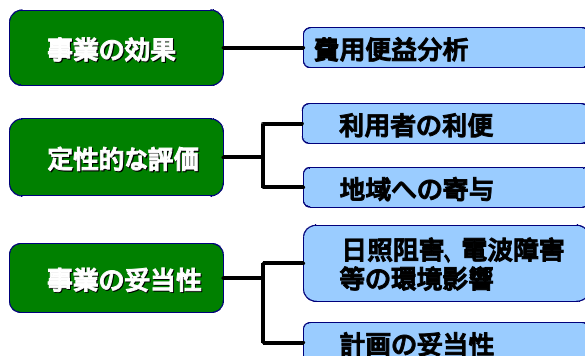 事業の効果
費用便益分析
定性的な評価
利用者の利便
地域への寄与
事業の妥当性
日照阻害、電波障害
等の環境影響
計画の妥当性